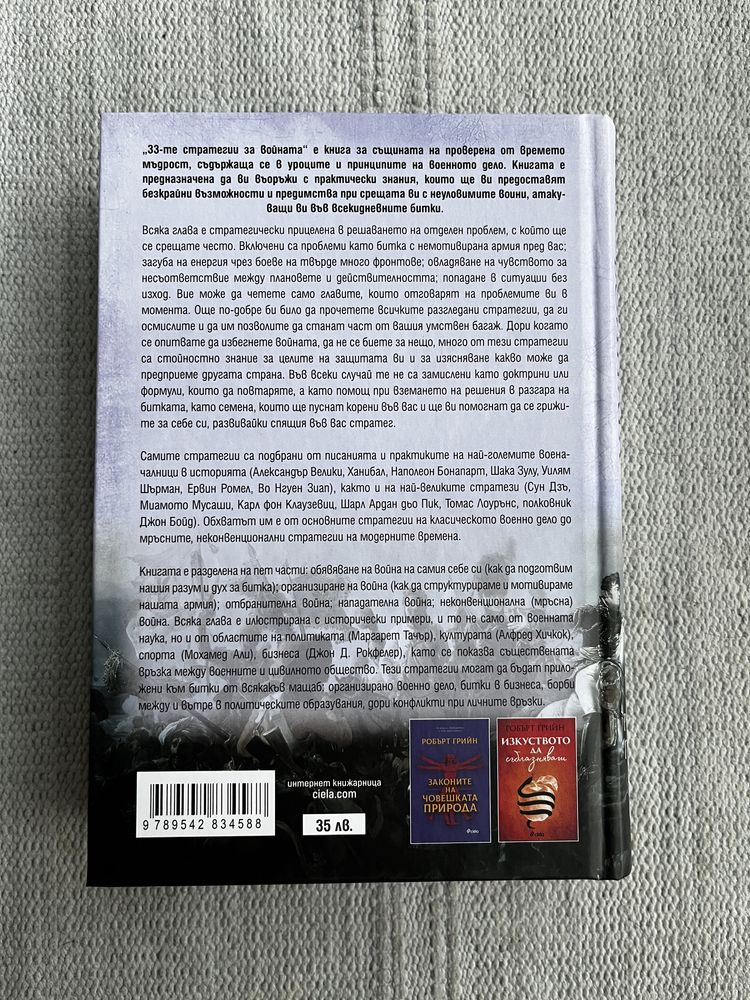 „33-те стратегии за войната“ е книга за същината на проверена от времето
мъдрост, съдържаща се в уроците и принципите на военното дело. Книгата е
предназначена да ви въоръжи с практически знания, които ще ви предоставят
безкрайни възможности и предимства при срещата ви с неуловимите воини, атаку-
ващи ви във всекидневните битки.
Всяка глава е стратегически прицелена в решаването на отделен проблем, с който ще
се срещате често. Включени са проблеми като битка с немотивирана армия пред вас;
загуба на енергия чрез боеве на твърде много фронтове; овладяване на чувството за
несъответствие между плановете и действителността; попадане в ситуации без
изход. Вие може да четете само главите, които отговарят на проблемите ви в
момента. Още по-добре би било да прочетете всичките разгледани стратегии, да ги
осмислите и да им позволите да станат част от вашия умствен багаж. Дори когато
се опитвате да избегнете войната, да не се биете за нещо, много от тези стратегии
са стойностно знание за целите на защитата ви и за изясняване какво може да
предприеме другата страна. Във всеки случай те не са замислени като доктрини или
формули, които да повтаряте, а като помощ при вземането на решения в разгара на
битката, като семена, които ще пуснат корени във вас и ще ви помогнат да се грижи-
те за себе си, развивайки спящия във вас стратег.
Самите стратегии са подбрани от писанията и практиките на най-големите воена-
чалници в историята (Александър Велики, Ханибал, Наполеон Бонапарт, Шака Зулу, Уилям
Шърман, Ервин Ромел, Во Нгуен Зиап), както и на най-великите стратези (Сун Дзъ,
Миамото Мусаши, Карл фон Клаузевиц, Шарл Ардан дьо Пик, Томас Лоурънс, полковник
Джон Бойд). Обхватът им е от основните стратегии на класическото военно дело до
мръсните, неконвенционални стратегии на модерните времена.
Книгата е разделена на пет части: обявяване на война на самия себе си (как да подготвим
нашия разум и дух за битка); организиране на война (как да структурираме и мотивираме
нашата армия); отбранителна война; нападателна война; неконвенционална (мръсна)
война. Всяка глава е илюстрирана с исторически примери, и то не само от военната
наука, но и от областите на политиката (Маргарет Тачър), културата (Алфред Хичкок),
спорта (Мохамед Али), бизнеса (Джон Д. Рокфелер), като се показва съществената
връзка между военните и цивилното общество. Тези стратегии могат да бъдат прило-
жени към битки от всякакъв мащаб: организирано военно дело, битки в бизнеса, борби
между и вътре в политическите образувания, дори конфликти при личните връзки.
РОБЪРТ ГРИЙН
ЗАКОНИТЕ
НА
ЧОВЕШКАТА
ПРИРОДА
сиела
РОБЪРТ ГРИЙН
ИЗКУСТВОТО
ДА
съблазняваш
сиела
интернет книжарница
ciela.com
35 лв.
9 789542 834588